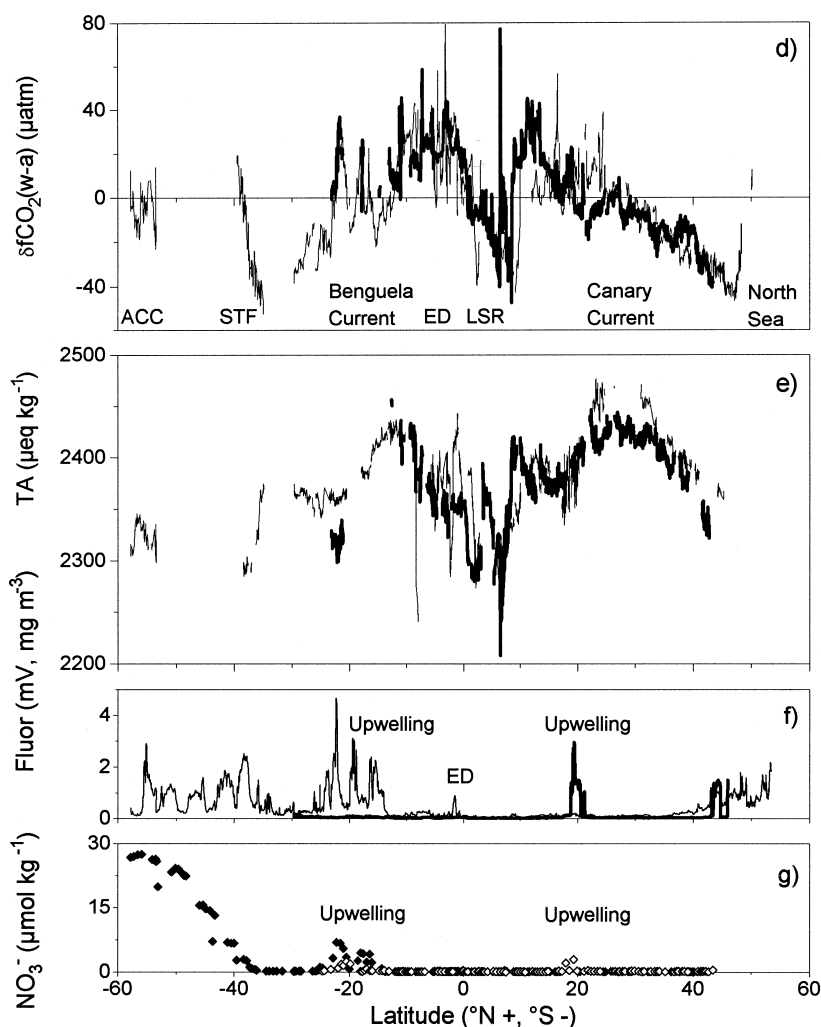 80
40
0
-40
δfCO₂(w-a) (μatm)
d)
ACC
STF
Benguela
Current
ED
LSR
Canary
Current
North
Sea
2500
2400
2300
2200
TA (μeq kg⁻¹)
e)
4
2
0
Fluor (mV, mg m⁻³)
f)
Upwelling
ED
Upwelling
30
15
0
NO₃⁻ (μmol kg⁻¹)
g)
Upwelling
Upwelling
-60 -40 -20 0 20 40 60
Latitude (°N +, °S -)